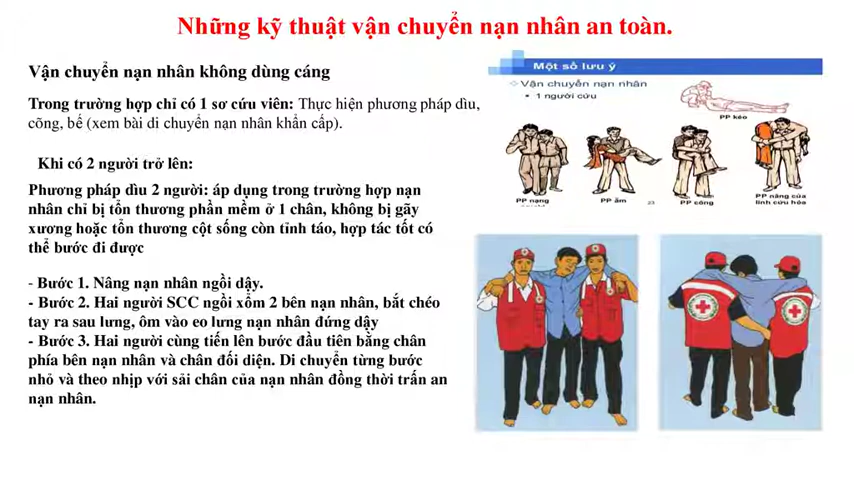 Những kỹ thuật vận chuyển nạn nhân an toàn.
Vận chuyển nạn nhân không dùng cáng
Trong trường hợp chỉ có 1 sơ cứu viên: Thực hiện phương pháp dìu,
cõng, bế (xem bài di chuyển nạn nhân khẩn cấp).
Khi có 2 người trở lên:
Phương pháp dìu 2 người: áp dụng trong trường hợp nạn
nhân chỉ bị tổn thương phần mềm ở 1 chân, không bị gãy
xương hoặc tổn thương cột sống còn tỉnh táo, hợp tác tốt có
thể bước đi được
- Bước 1. Nâng nạn nhân ngồi dậy.
- Bước 2. Hai người SCC ngồi xổm 2 bên nạn nhân, bắt chéo
tay ra sau lưng, ôm vào eo lưng nạn nhân đứng dậy
- Bước 3. Hai người cùng tiến lên bước đầu tiên bằng chân
phía bên nạn nhân và chân đối diện. Di chuyển từng bước
nhỏ và theo nhịp với sải chân của nạn nhân đồng thời trấn an
nạn nhân.
Một số lưu ý
Vận chuyển nạn nhân
• 1 người cứu
PP kéo
PP nạng
PP ẵm
23
PP cõng
PP nâng của
lính cứu hỏa